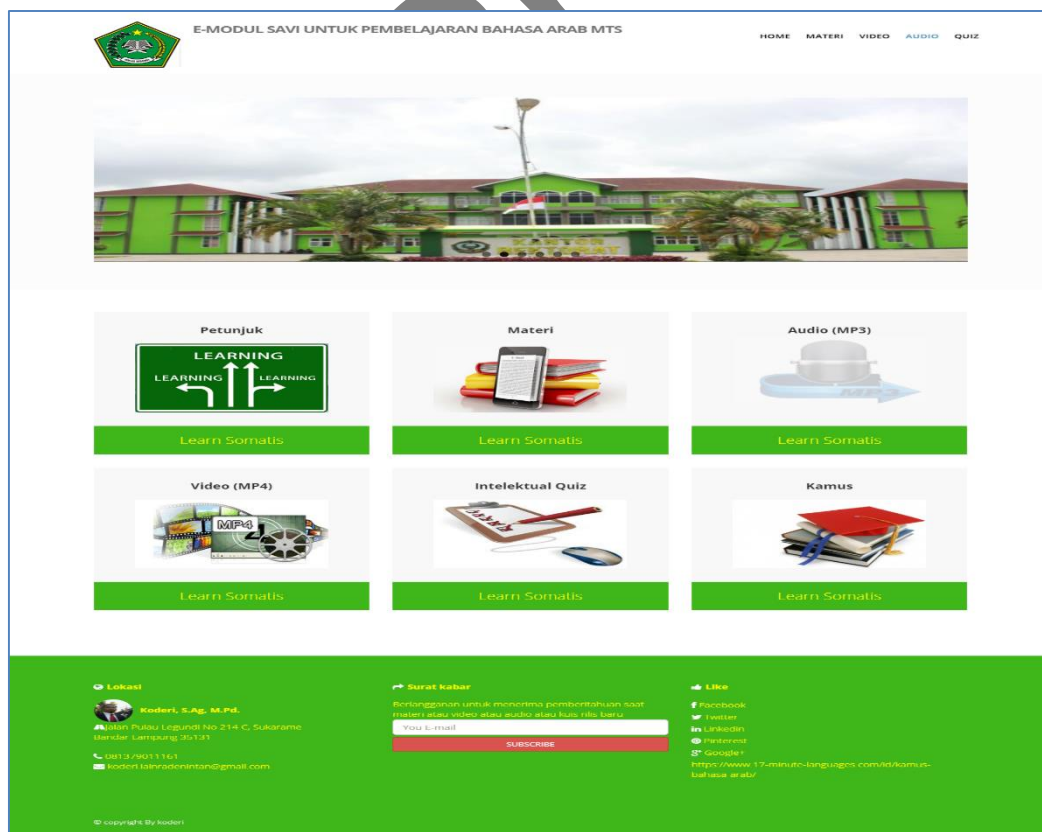 E-MODUL SAVI UNTUK PEMBELAJARAN BAHASA ARAB MTS
HOME MATERI VIDEO AUDIO QUIZ
Petunjuk
LEARNING
LEARNING LEARNING
Learn Somatis
Materi
Learn Somatis
Audio (MP3)
MP3
Learn Somatis
Video (MP4)
MP4
Learn Somatis
Intelektual Quiz
Learn Somatis
Kamus
Learn Somatis
Lokasi
Koderi, S.Ag, M.Pd.
Jalan Pulau Legundi No 214 C, Sukarame
Bandar Lampung 35131
081379011161
koderi.iainradenintan@gmail.com
Surat kabar
Berlangganan untuk menerima pemberitahuan saat
materi atau video atau audio atau kuis rilis baru
You E-mail
SUBSCRIBE
Like
Facebook
Twitter
Linkedin
Pinterest
Google+
https://www.17-minute-languages.com/id/kamus-
bahasa arab/
© copyright By koderi